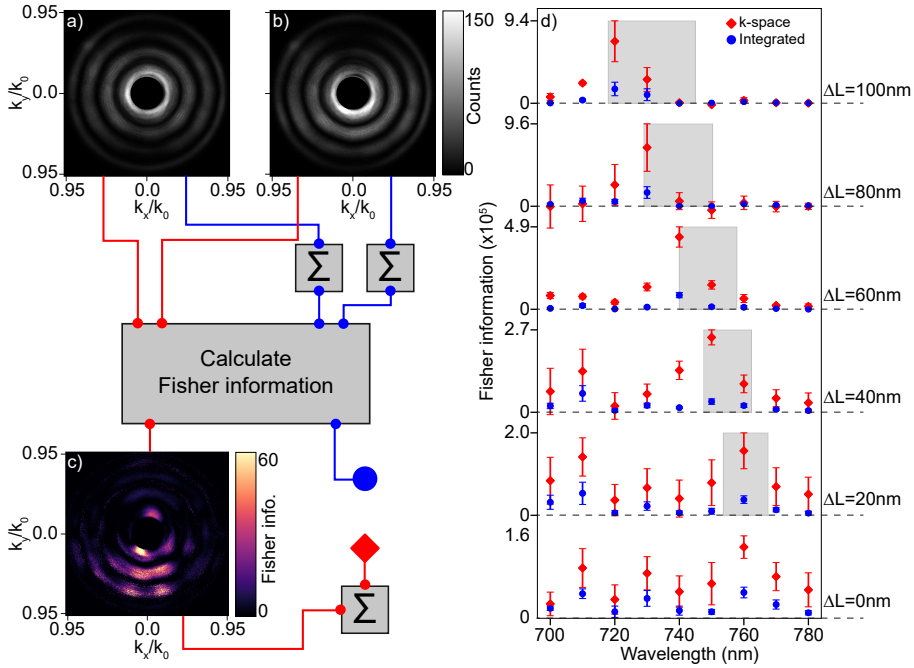 a)
b)
150
Counts
0
0.95
0.0
0.95
k_y/k_0
0.95
0.0
0.95
0.95
0.0
0.95
k_x/k_0
k_x/k_0
Σ
Σ
Calculate
Fisher information
c)
60
Fisher info.
0
0.95
0.0
0.95
k_y/k_0
0.95
0.0
0.95
k_x/k_0
Σ
d)
k-space
Integrated
Fisher information (x10⁵)
9.4
0
ΔL=100nm
9.6
0
ΔL=80nm
4.9
0
ΔL=60nm
2.7
0
ΔL=40nm
2.0
0
ΔL=20nm
1.6
0
ΔL=0nm
700 720 740 760 780
Wavelength (nm)